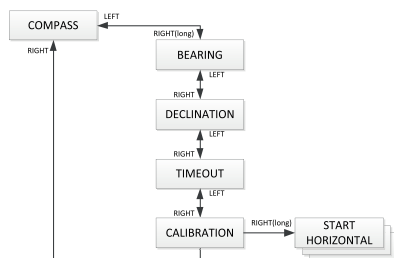 COMPASS
LEFT
RIGHT(long)
RIGHT
BEARING
LEFT
RIGHT
DECLINATION
LEFT
RIGHT
TIMEOUT
LEFT
RIGHT
CALIBRATION
RIGHT(long)
START
HORIZONTAL